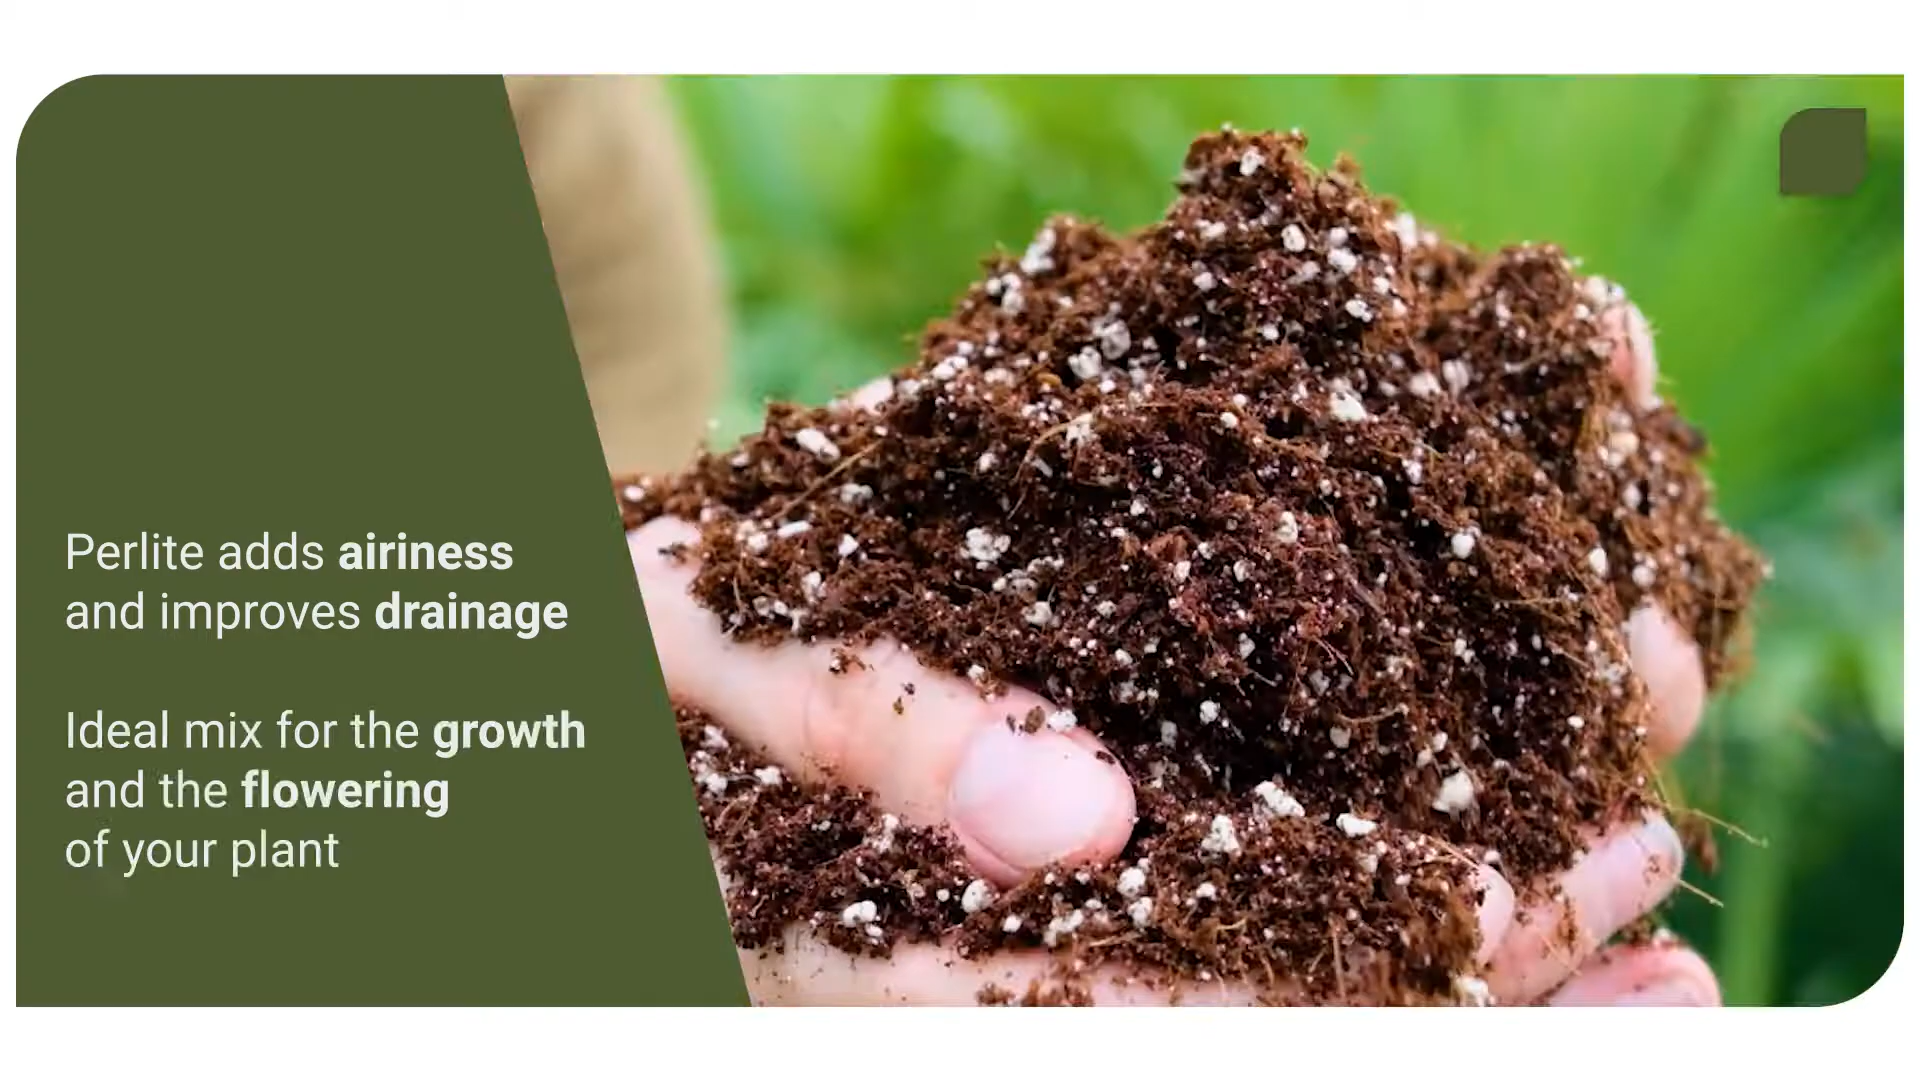 Perlite adds airiness
and improves drainage
Ideal mix for the growth
and the flowering
of your plant